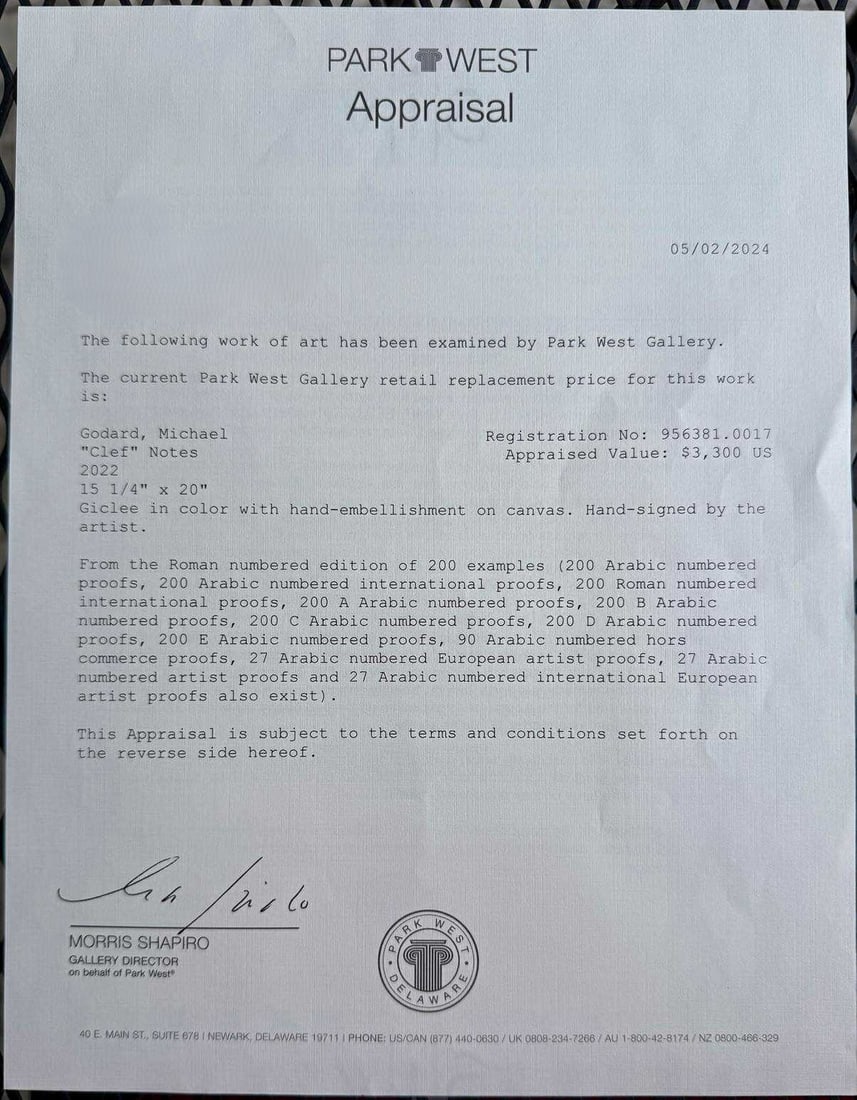 PARK WEST
Appraisal
05/02/2024
The following work of art has been examined by Park West Gallery.
The current Park West Gallery retail replacement price for this work
is:
Godard, Michael
Registration No: 956381.0017
"Clef" Notes
Appraised Value: $3,300 US
2022
15 1/4" x 20"
Giclee in color with hand-embellishment on canvas. Hand-signed by the
artist.
From the Roman numbered edition of 200 examples (200 Arabic numbered
proofs, 200 Arabic numbered international proofs, 200 Roman numbered
international proofs, 200 A Arabic numbered proofs, 200 B Arabic
numbered proofs, 200 C Arabic numbered proofs, 200 D Arabic numbered
proofs, 200 E Arabic numbered proofs, 90 Arabic numbered hors
commerce proofs, 27 Arabic numbered European artist proofs, 27 Arabic
numbered artist proofs and 27 Arabic numbered international European
artist proofs also exist).
This Appraisal is subject to the terms and conditions set forth on
the reverse side hereof.
MORRIS SHAPIRO
GALLERY DIRECTOR
on behalf of Park West®
PARK WEST
DELAWARE
40 E. MAIN ST., SUITE 678 | NEWARK, DELAWARE 19711 | PHONE: US/CAN (877) 440-0630 / UK 0808-234-7266 / AU 1-800-42-8174 / NZ 0800-466-329